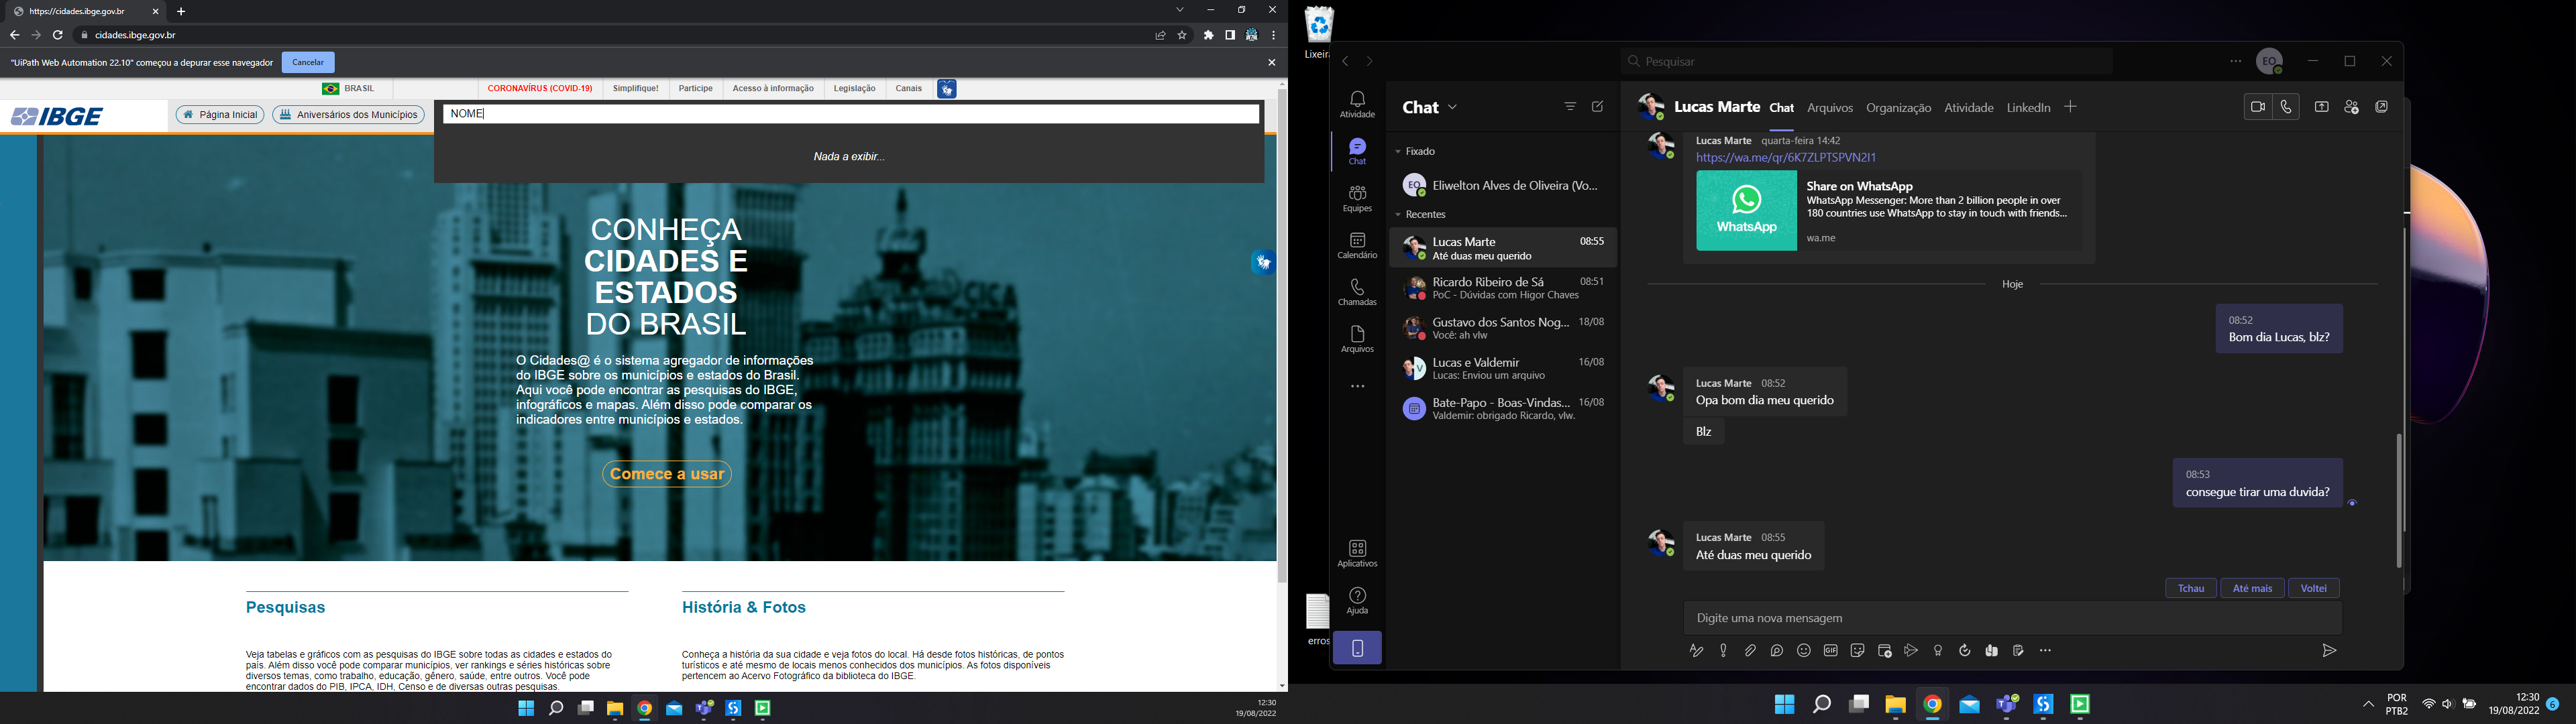 https://cidades.ibge.gov.br
cidades.ibge.gov.br
"UiPath Web Automation 22.10" começou a depurar esse navegador
Cancelar
BRASIL
CORONAVÍRUS (COVID-19)
Simplifique!
Participe
Acesso à informação
Legislação
Canais
IBGE
Página Inicial
Aniversários dos Municípios
NOME
Nada a exibir...
CONHEÇA
CIDADES E
ESTADOS
DO BRASIL
O Cidades@ é o sistema agregador de informações
do IBGE sobre os municípios e estados do Brasil.
Aqui você pode encontrar as pesquisas do IBGE,
infográficos e mapas. Além disso pode comparar os
indicadores entre municípios e estados.
Comece a usar
Pesquisas
Veja tabelas e gráficos com as pesquisas do IBGE sobre todas as cidades e estados do
país. Além disso você pode comparar municípios, ver rankings e séries históricas sobre
diversos temas, como trabalho, educação, gênero, saúde, entre outros. Você pode
encontrar dados do PIB, IPCA, IDH, Censo e de diversas outras pesquisas.
História & Fotos
Conheça a história da sua cidade e veja fotos do local. Há desde fotos históricas, de pontos
turísticos e até mesmo de locais menos conhecidos dos municípios. As fotos disponíveis
pertencem ao Acervo Fotográfico da biblioteca do IBGE.
12:30
19/08/2022
Lixeira
erros
Pesquisar
EO
Atividade
Chat
Equipes
Calendário
Chamadas
Arquivos
Aplicativos
Ajuda
Chat
Fixado
EO
Eliwelton Alves de Oliveira (Vo...
Recentes
Lucas Marte 08:55
Até duas meu querido
Ricardo Ribeiro de Sá 08:51
PoC - Dúvidas com Higor Chaves
Gustavo dos Santos Nog... 18/08
Você: ah vlw
V
Lucas e Valdemir 16/08
Lucas: Enviou um arquivo
Bate-Papo - Boas-Vindas... 16/08
Valdemir: obrigado Ricardo, vlw.
Lucas Marte
Chat
Arquivos
Organização
Atividade
LinkedIn
Lucas Marte quarta-feira 14:42
https://wa.me/qr/6K7ZLPTSPVN2I1
WhatsApp
Share on WhatsApp
WhatsApp Messenger: More than 2 billion people in over
180 countries use WhatsApp to stay in touch with friends...
wa.me
Hoje
08:52
Bom dia Lucas, blz?
Lucas Marte 08:52
Opa bom dia meu querido
Blz
08:53
consegue tirar uma duvida?
Lucas Marte 08:55
Até duas meu querido
Tchau
Até mais
Voltei
Digite uma nova mensagem
GIF
POR
PTB2
12:30
19/08/2022
6